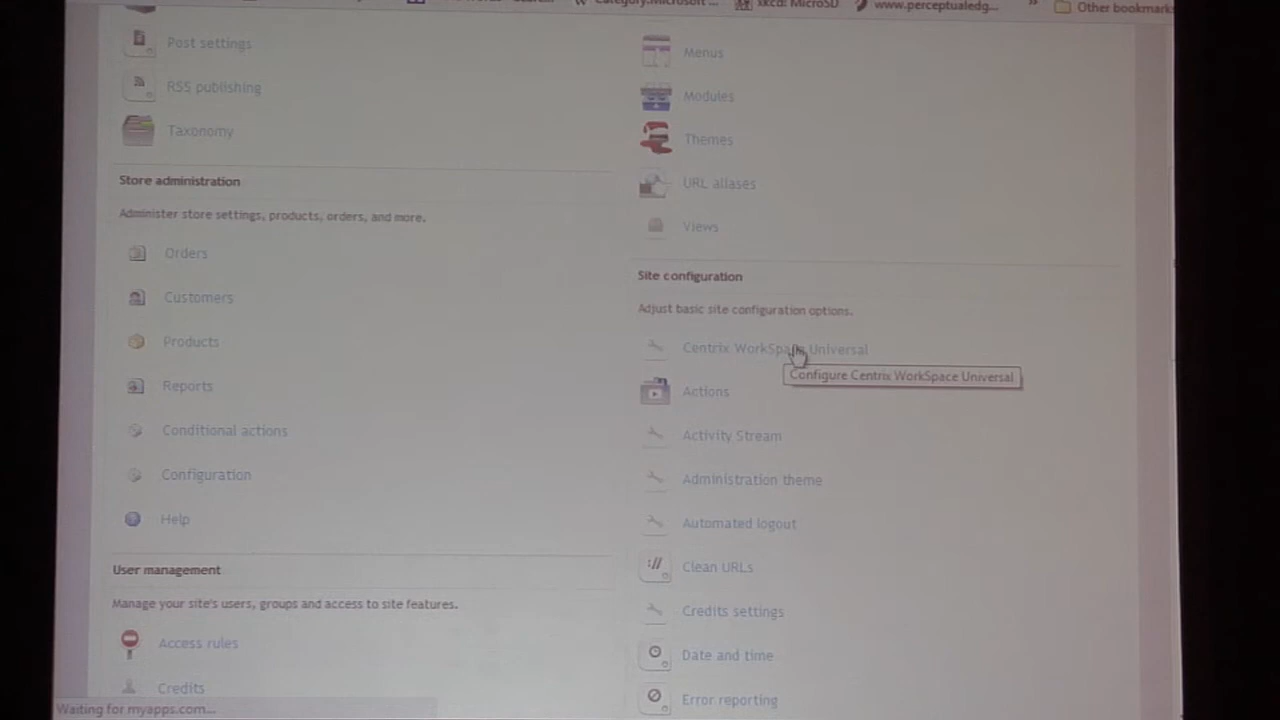 Category:Microsoft ...
xkcd: MicroSD
www.perceptualedg...
»
Other bookmarks
Post settings
RSS publishing
Taxonomy
Store administration
Administer store settings, products, orders, and more.
Orders
Customers
Products
Reports
Conditional actions
Configuration
Help
User management
Manage your site's users, groups and access to site features.
Access rules
Credits
Waiting for myapps.com...
Menus
Modules
Themes
URL aliases
Views
Site configuration
Adjust basic site configuration options.
Centrix WorkSpace Universal
Configure Centrix WorkSpace Universal
Actions
Activity Stream
Administration theme
Automated logout
Clean URLs
Credits settings
Date and time
Error reporting